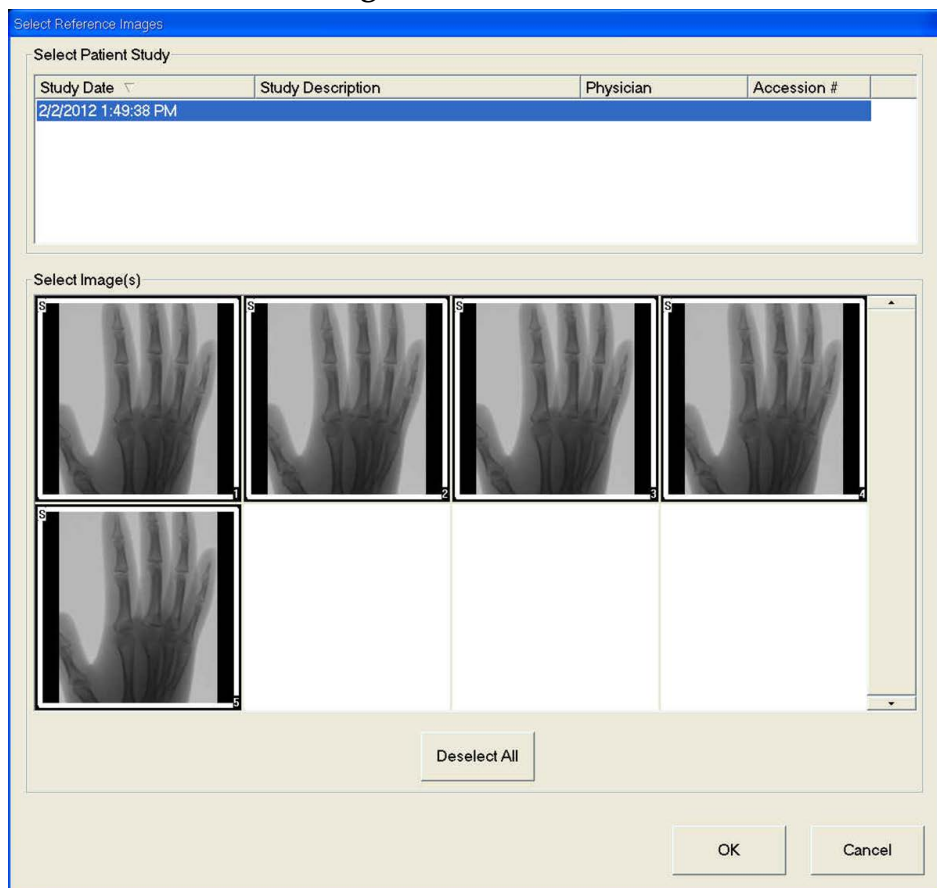 Select Reference Images
Select Patient Study
Study Date Study Description Physician Accession #
2/2/2012 1:49:38 PM
Select Image(s)
S S S S
1 2 3 4
S
5
Deselect All
OK Cancel